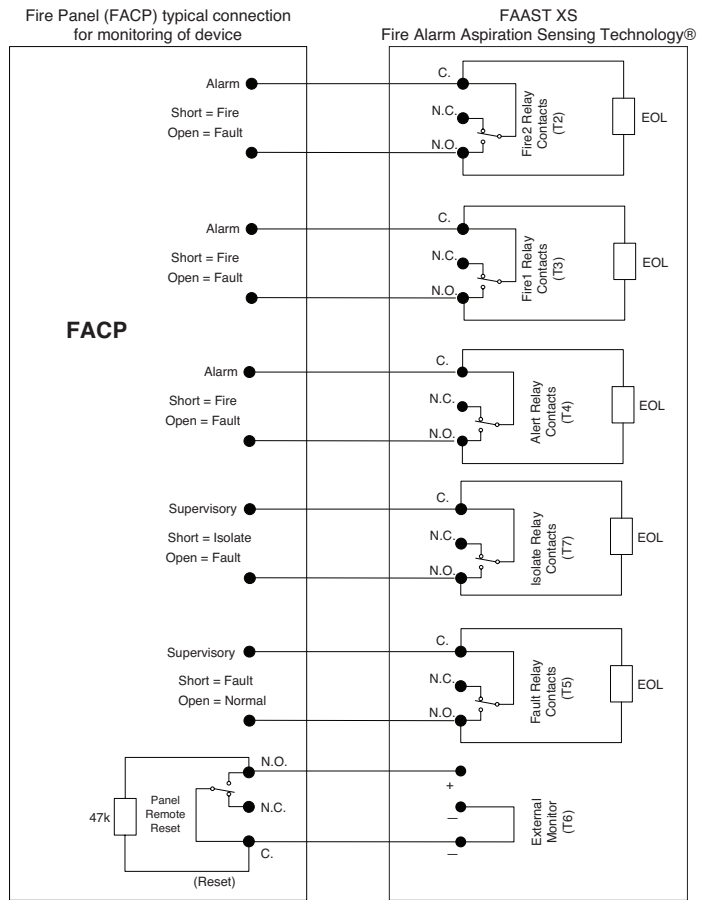 Fire Panel (FACP) typical connection
for monitoring of device
FAAST XS
Fire Alarm Aspiration Sensing Technology®
Alarm
Short = Fire
Open = Fault
C.
N.C.
N.O.
Fire2 Relay
Contacts
(T2)
EOL
Alarm
Short = Fire
Open = Fault
C.
N.C.
N.O.
Fire1 Relay
Contacts
(T3)
EOL
FACP
Alarm
Short = Fire
Open = Fault
C.
N.C.
N.O.
Alert Relay
Contacts
(T4)
EOL
Supervisory
Short = Isolate
Open = Fault
C.
N.C.
N.O.
Isolate Relay
Contacts
(T7)
EOL
Supervisory
Short = Fault
Open = Normal
C.
N.C.
N.O.
Fault Relay
Contacts
(T5)
EOL
47k
Panel
Remote
Reset
N.O.
N.C.
C.
(Reset)
+
—
—
External
Monitor
(T6)